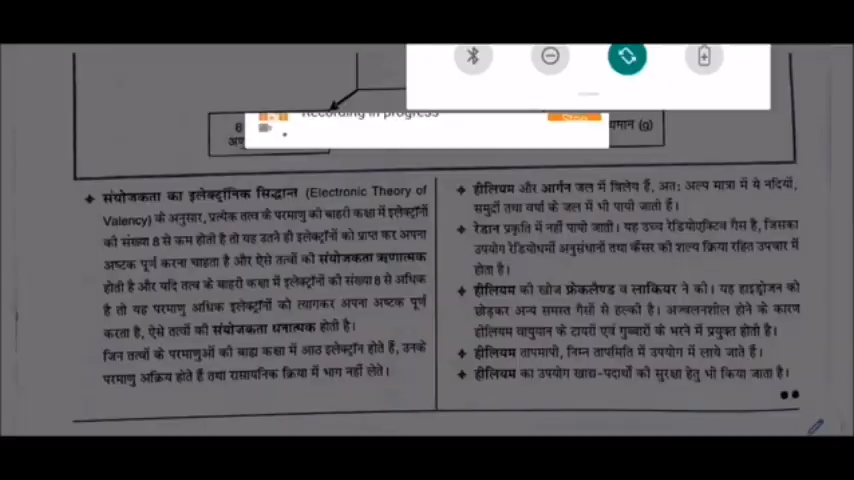 Recording in progress
Stop
6
अणु
यमान (g)
✦ संयोजकता का इलेक्ट्रॉनिक सिद्धान्त (Electronic Theory of
Valency) के अनुसार, प्रत्येक तत्व के परमाणु की बाहरी कक्षा में इलेक्ट्रॉनों
की संख्या 8 से कम होती है तो यह उतने ही इलेक्ट्रॉनों को प्राप्त कर अपना
अष्टक पूर्ण करना चाहता है और ऐसे तत्वों की संयोजकता ऋणात्मक
होती है और यदि तत्व के बाहरी कक्षा में इलेक्ट्रॉनों की संख्या 8 से अधिक
है तो यह परमाणु अधिक इलेक्ट्रॉनों को त्यागकर अपना अष्टक पूर्ण
करता है, ऐसे तत्वों की संयोजकता धनात्मक होती है।
जिन तत्वों के परमाणुओं की बाह्य कक्षा में आठ इलेक्ट्रॉन होते हैं, उनके
परमाणु अक्रिय होते हैं तथा रासायनिक क्रिया में भाग नहीं लेते।
✦ हीलियम और आर्गन जल में विलेय हैं, अतः अल्प मात्रा में ये नदियों,
समुद्रों तथा वर्षा के जल में भी पायी जाती हैं।
✦ रेडान प्रकृति में नहीं पायी जाती। यह उच्च रेडियोएक्टिव गैस है, जिसका
उपयोग रेडियोधर्मी अनुसंधानों तथा कैंसर की शल्य क्रिया रहित उपचार में
होता है।
✦ हीलियम की खोज फ्रेंकलैण्ड व लाकियर ने की। यह हाइड्रोजन को
छोड़कर अन्य समस्त गैसों से हल्की है। अज्वलनशील होने के कारण
हीलियम वायुयान के टायरों एवं गुब्बारों के भरने में प्रयुक्त होती है।
✦ हीलियम तापमापी, निम्न तापमिति में उपयोग में लाये जाते हैं।
✦ हीलियम का उपयोग खाद्य-पदार्थों की सुरक्षा हेतु भी किया जाता है।